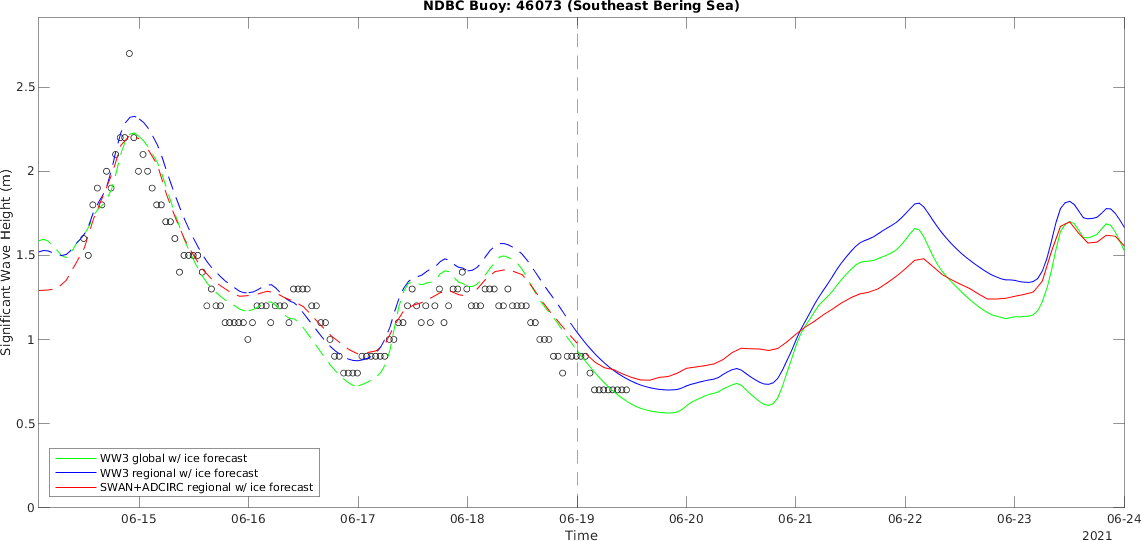 NDBC Buoy: 46073 (Southeast Bering Sea)
Significant Wave Height (m)
2.5
2
1.5
1
0.5
0
WW3 global w/ ice forecast
WW3 regional w/ ice forecast
SWAN+ADCIRC regional w/ ice forecast
06-15 06-16 06-17 06-18 06-19 06-20 06-21 06-22 06-23 06-24
Time
2021